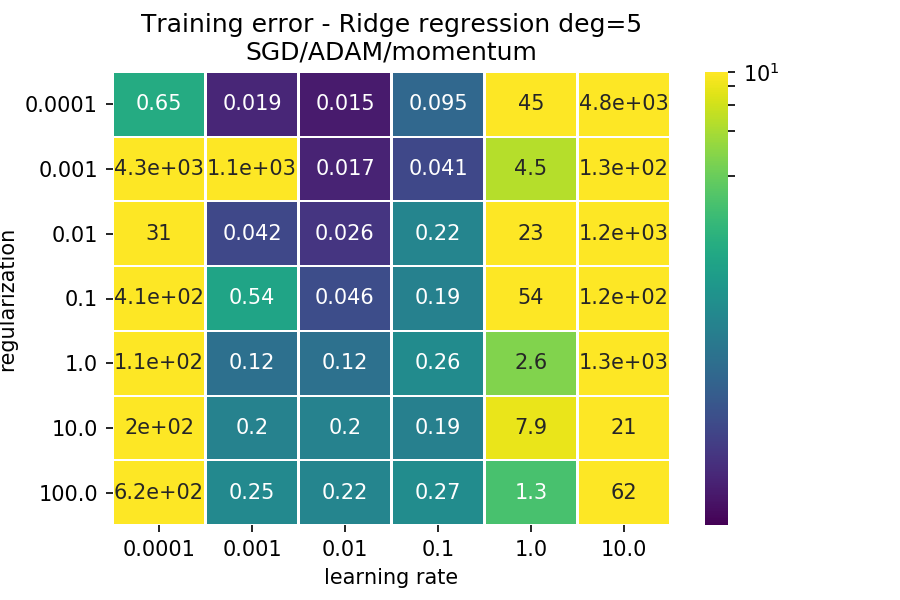 Training error - Ridge regression deg=5
SGD/ADAM/momentum
10¹
0.0001 0.65 0.019 0.015 0.095 45 4.8e+03
0.001 4.3e+03 1.1e+03 0.017 0.041 4.5 1.3e+02
0.01 31 0.042 0.026 0.22 23 1.2e+03
0.1 4.1e+02 0.54 0.046 0.19 54 1.2e+02
1.0 1.1e+02 0.12 0.12 0.26 2.6 1.3e+03
10.0 2e+02 0.2 0.2 0.19 7.9 21
100.0 6.2e+02 0.25 0.22 0.27 1.3 62
regularization
0.0001 0.001 0.01 0.1 1.0 10.0
learning rate